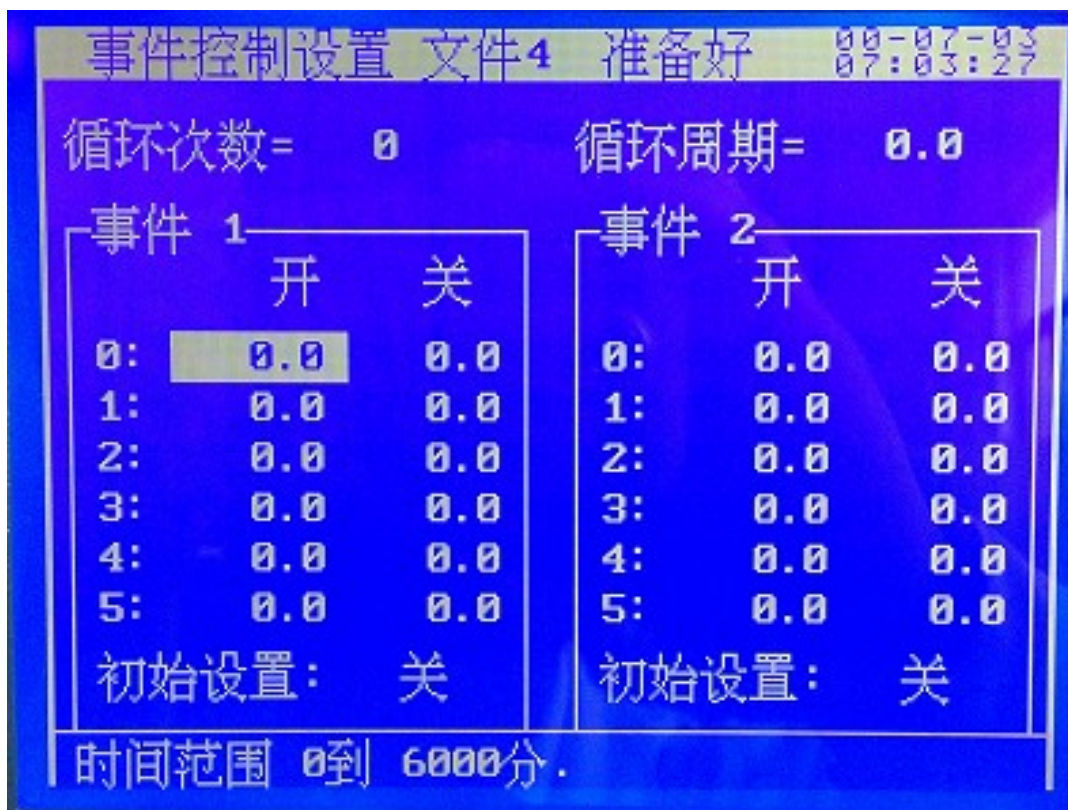 事件控制设置 文件4 准备好 00-07-03 07:03:27
循环次数= 0 循环周期= 0.0
事件 1 事件 2
开 关 开 关
0: 0.0 0.0 0: 0.0 0.0
1: 0.0 0.0 1: 0.0 0.0
2: 0.0 0.0 2: 0.0 0.0
3: 0.0 0.0 3: 0.0 0.0
4: 0.0 0.0 4: 0.0 0.0
5: 0.0 0.0 5: 0.0 0.0
初始设置: 关 初始设置: 关
时间范围 0到 6000分.